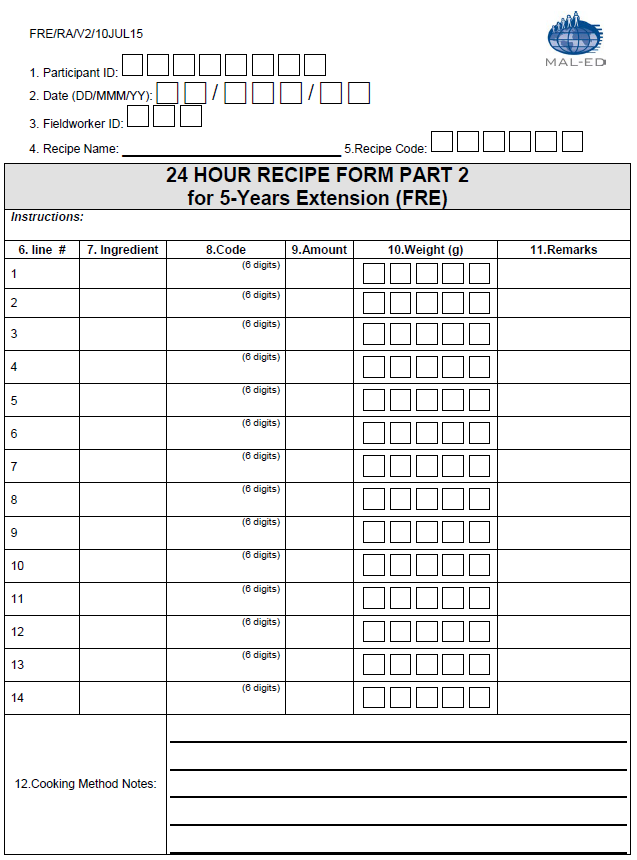 FRE/RA/V2/10JUL15
MAL-ED
1. Participant ID:
2. Date (DD/MMM/YY): / /
3. Fieldworker ID:
4. Recipe Name: 5.Recipe Code:
24 HOUR RECIPE FORM PART 2
for 5-Years Extension (FRE)
Instructions:
6. line # 7. Ingredient 8.Code 9.Amount 10.Weight (g) 11.Remarks
1 (6 digits)
2 (6 digits)
3 (6 digits)
4 (6 digits)
5 (6 digits)
6 (6 digits)
7 (6 digits)
8 (6 digits)
9 (6 digits)
10 (6 digits)
11 (6 digits)
12 (6 digits)
13 (6 digits)
14 (6 digits)
12.Cooking Method Notes: